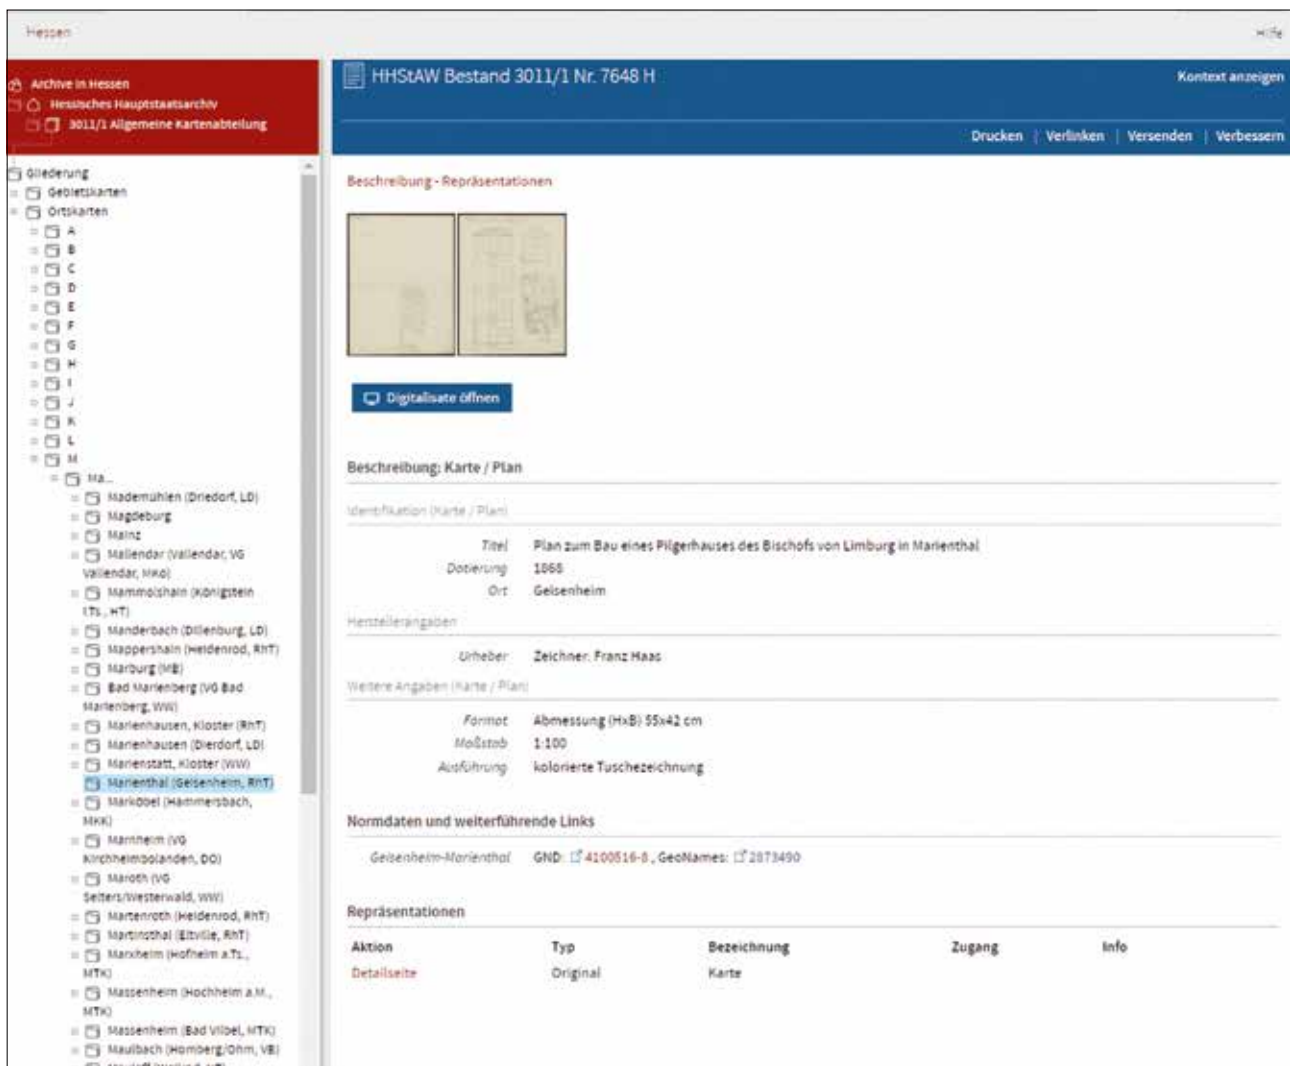 Hessen
Hilfe
Archive in Hessen
Hessisches Hauptstaatsarchiv
3011/1 Allgemeine Kartenabteilung
HHStAW Bestand 3011/1 Nr. 7648 H
Kontext anzeigen
Drucken | Verlinken | Versenden | Verbessern
Gliederung
Gebietskarten
Ortskarten
A
B
C
D
E
F
G
H
I
J
K
L
M
Ma...
Mademühlen (Driedorf, LD)
Magdeburg
Mainz
Mallendar (Vallendar, VG
Vallendar, MKo)
Mammolshain (Königstein
i.Ts., HT)
Manderbach (Dillenburg, LD)
Mappershain (Heidenrod, RhT)
Marburg (MB)
Bad Marienberg (VG Bad
Marienberg, WW)
Marienhausen, Kloster (RhT)
Marienhausen (Dierdorf, LD)
Marienstatt, Kloster (WW)
Marienthal (Geisenheim, RhT)
Marköbel (Hammersbach,
MKK)
Marnheim (VG
Kirchheimbolanden, DO)
Maroth (VG
Selters/Westerwald, WW)
Martenroth (Heidenrod, RhT)
Martinsthal (Eltville, RhT)
Marxheim (Hofheim a.Ts.,
MTK)
Massenheim (Hochheim a.M.,
MTK)
Massenheim (Bad Vilbel, MTK)
Maulbach (Homberg/Ohm, VB)
Beschreibung - Repräsentationen
Digitalisate öffnen
Beschreibung: Karte / Plan
Identifikation (Karte / Plan)
Titel Plan zum Bau eines Pilgerhauses des Bischofs von Limburg in Marienthal
Datierung 1868
Ort Geisenheim
Herstellerangaben
Urheber Zeichner: Franz Haas
Weitere Angaben (Karte / Plan)
Format Abmessung (HxB) 55x42 cm
Maßstab 1:100
Ausführung kolorierte Tuschezeichnung
Normdaten und weiterführende Links
Geisenheim-Marienthal GND: 4100516-8, GeoNames: 2873490
Repräsentationen
Aktion Typ Bezeichnung Zugang Info
Detailseite Original Karte